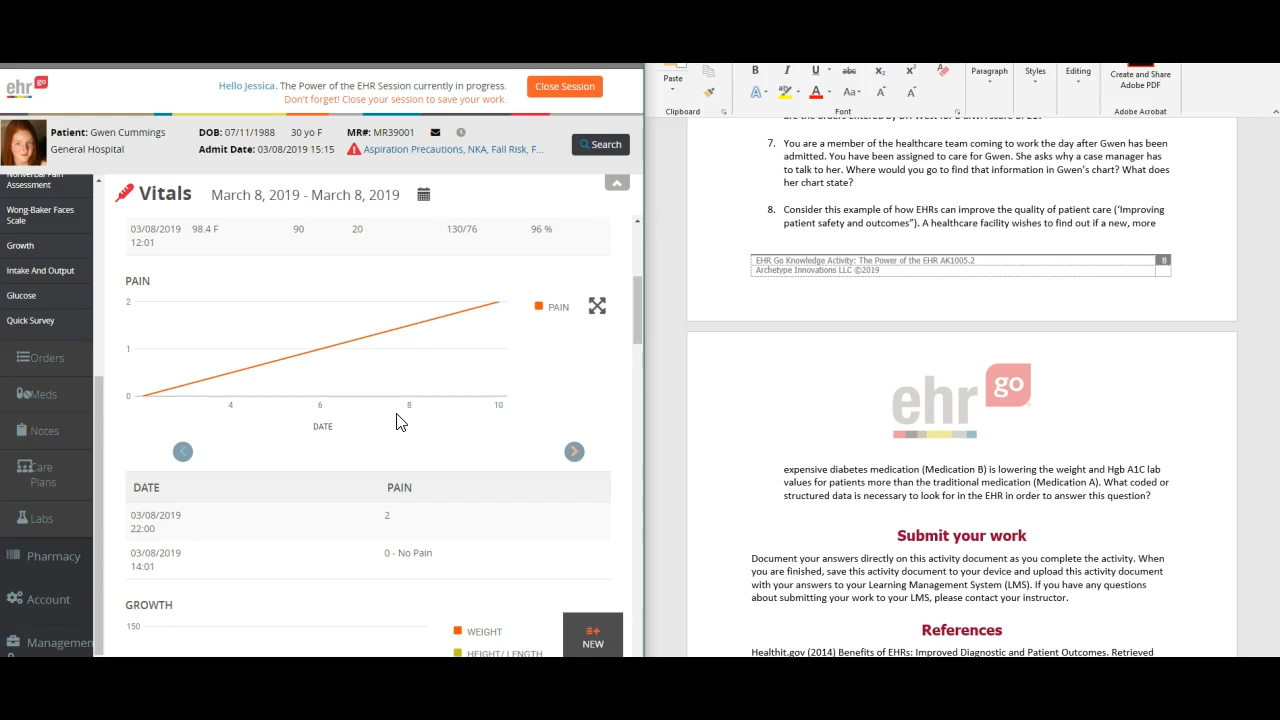 ehr go
Hello Jessica. The Power of the EHR Session currently in progress.
Don't forget! Close your session to save your work.
Close Session
Patient: Gwen Cummings
General Hospital
DOB: 07/11/1988
30 yo F
MR#: MR39001
Admit Date: 03/08/2019 15:15
Aspiration Precautions, NKA, Fall Risk, F...
Search
Nonverbal Pain
Assessment
Wong-Baker Faces
Scale
Growth
Intake And Output
Glucose
Quick Survey
Orders
Meds
Notes
Care
Plans
Labs
Pharmacy
Account
Managemen
Vitals
March 8, 2019 - March 8, 2019
03/08/2019 98.4 F 90 20 130/76 96 %
12:01
PAIN
2
1
0
4 6 8 10
DATE
PAIN
DATE PAIN
03/08/2019 2
22:00
03/08/2019 0 - No Pain
14:01
GROWTH
150
WEIGHT
HEIGHT/ LENGTH
NEW
Paste
Clipboard
B I U abc x₂ x²
A A Aa A A
Font
Paragraph
Styles
Editing
Create and Share
Adobe PDF
Adobe Acrobat
7. You are a member of the healthcare team coming to work the day after Gwen has been
admitted. You have been assigned to care for Gwen. She asks why a case manager has
to talk to her. Where would you go to find that information in Gwen's chart? What does
her chart state?
8. Consider this example of how EHRs can improve the quality of patient care ('Improving
patient safety and outcomes"). A healthcare facility wishes to find out if a new, more
EHR Go Knowledge Activity: The Power of the EHR AK1005.2
8
Archetype Innovations LLC ©2019
ehr go
expensive diabetes medication (Medication B) is lowering the weight and Hgb A1C lab
values for patients more than the traditional medication (Medication A). What coded or
structured data is necessary to look for in the EHR in order to answer this question?
Submit your work
Document your answers directly on this activity document as you complete the activity. When
you are finished, save this activity document to your device and upload this activity document
with your answers to your Learning Management System (LMS). If you have any questions
about submitting your work to your LMS, please contact your instructor.
References
Healthit.gov (2014) Benefits of EHRs: Improved Diagnostic and Patient Outcomes. Retrieved